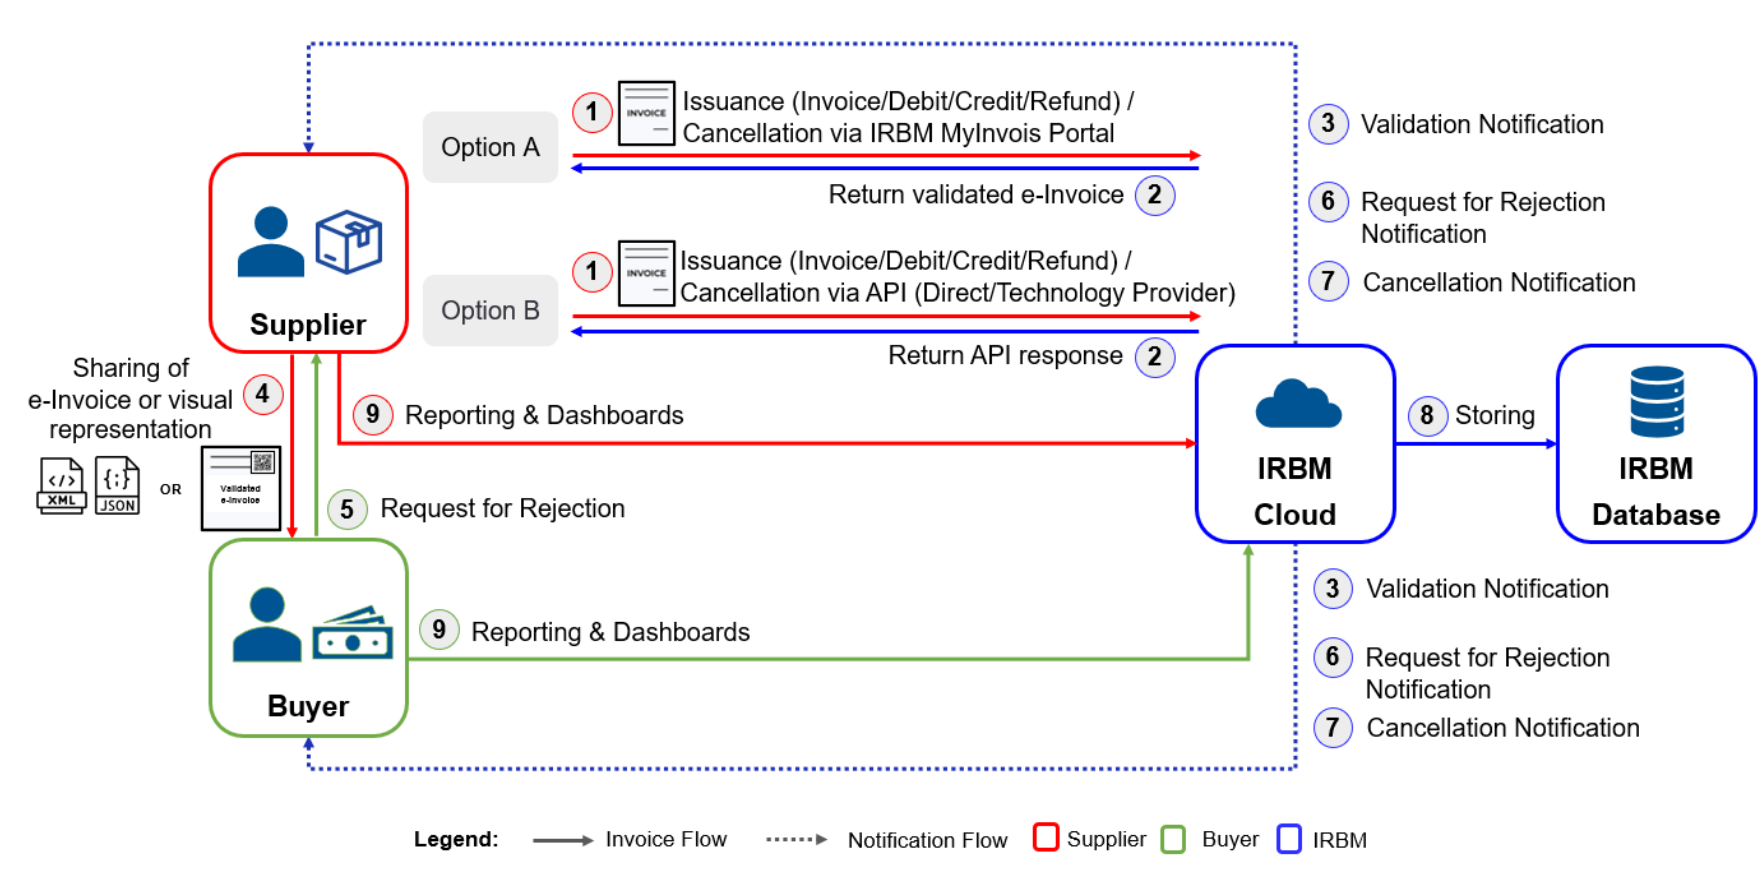 1
INVOICE
Issuance (Invoice/Debit/Credit/Refund) /
Cancellation via IRBM MyInvois Portal
Option A
Return validated e-Invoice 2
3 Validation Notification
6 Request for Rejection
Notification
7 Cancellation Notification
1
INVOICE
Issuance (Invoice/Debit/Credit/Refund) /
Cancellation via API (Direct/Technology Provider)
Option B
Return API response 2
Supplier
Sharing of
e-Invoice or visual
representation
4
</>
XML
{;}
JSON
OR
Validated
e-Invoice
9 Reporting & Dashboards
5 Request for Rejection
IRBM
Cloud
8 Storing
IRBM
Database
Buyer
9 Reporting & Dashboards
3 Validation Notification
6 Request for Rejection
Notification
7 Cancellation Notification
Legend: Invoice Flow Notification Flow Supplier Buyer IRBM